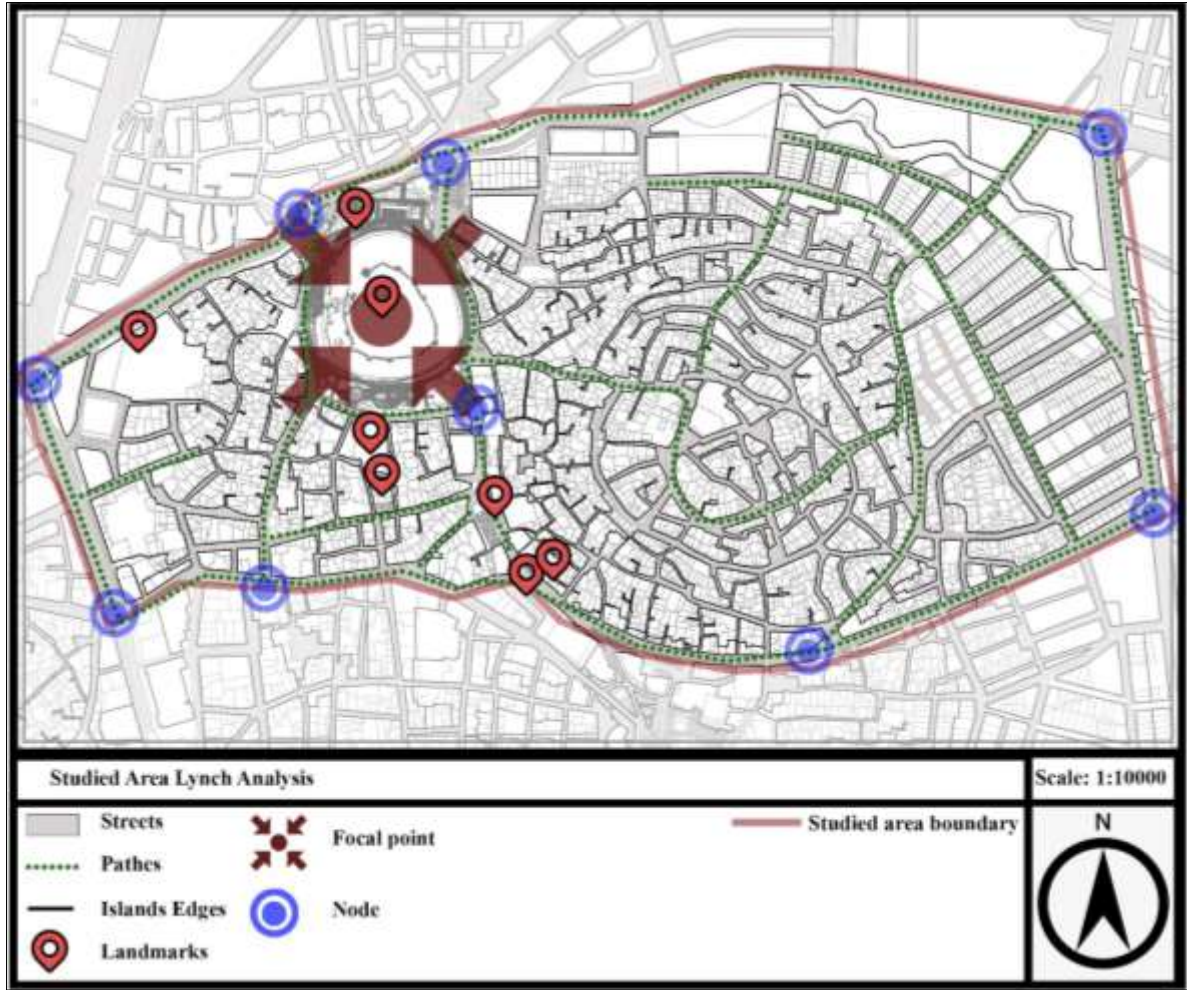 Studied Area Lynch Analysis
Scale: 1:10000
Streets
Pathes
Islands Edges
Landmarks
Focal point
Node
Studied area boundary
N